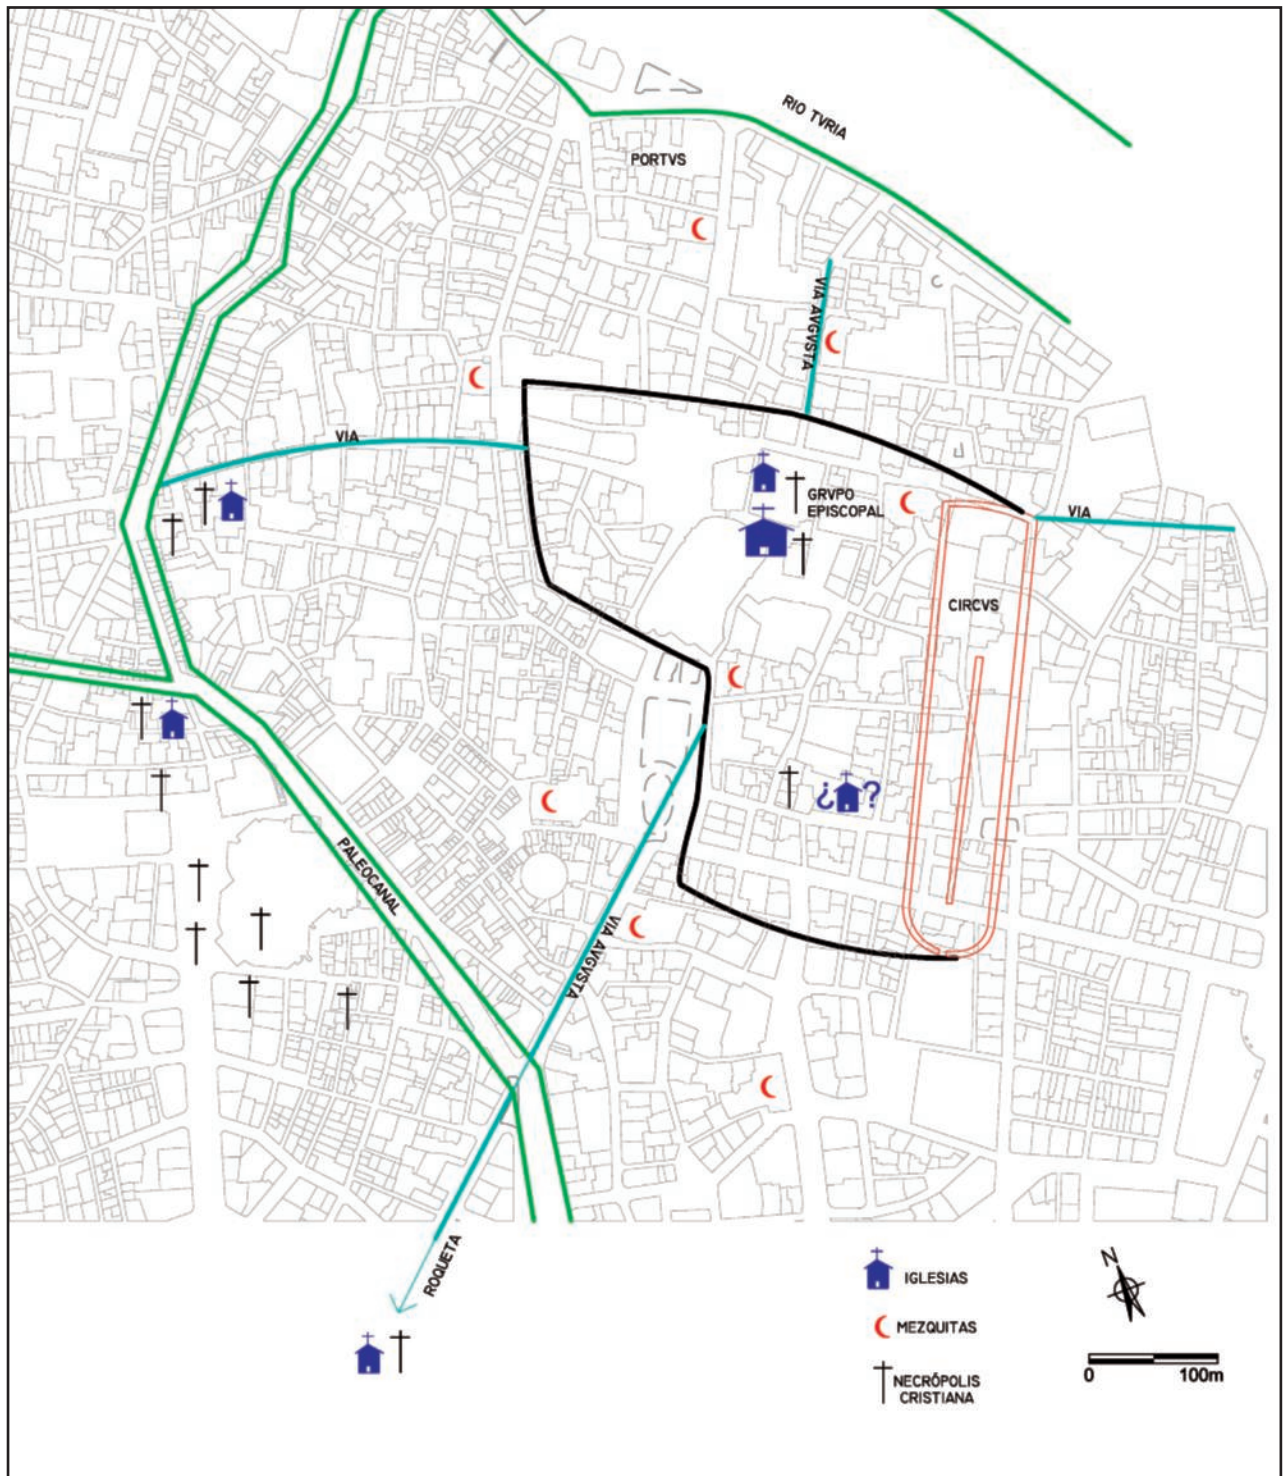 RIO TVRIA
PORTVS
VIA AVGVSTA
VIA
GRVPO
EPISCOPAL
VIA
CIRCVS
¿?
PALEOCANAL
VIA AVGVSTA
ROQUETA
IGLESIAS
MEZQUITAS
NECRÓPOLIS
CRISTIANA
N
0 100m